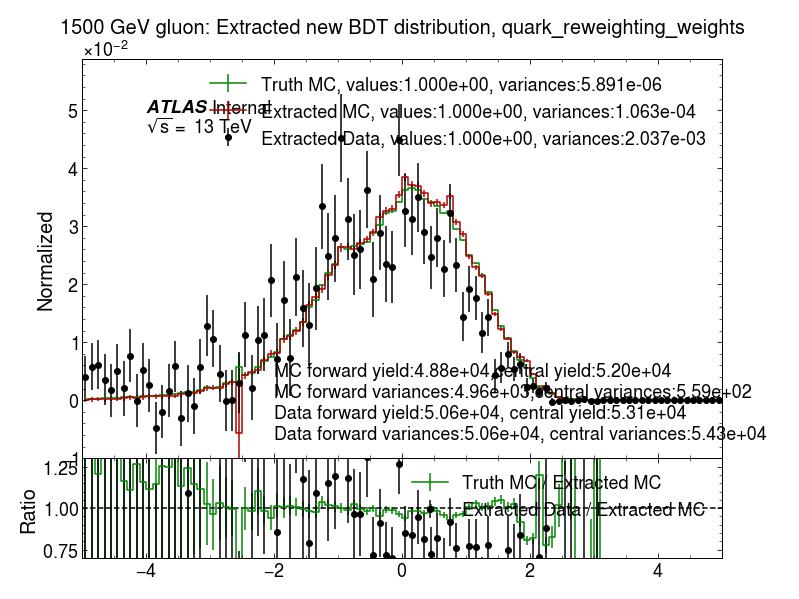 1500 GeV gluon: Extracted new BDT distribution, quark_reweighting_weights
×10⁻²
Truth MC, values:1.000e+00, variances:5.891e-06
ATLAS Internal
Extracted MC, values:1.000e+00, variances:1.063e-04
√s = 13 TeV
Extracted Data, values:1.000e+00, variances:2.037e-03
Normalized
5
4
3
2
1
0
1
MC forward yield:4.88e+04, central yield:5.20e+04
MC forward variances:4.96e+03, central variances:5.59e+02
Data forward yield:5.06e+04, central yield:5.31e+04
Data forward variances:5.06e+04, central variances:5.43e+04
Ratio
1.25
1.00
0.75
Truth MC / Extracted MC
Extracted Data / Extracted MC
−4
−2
0
2
4